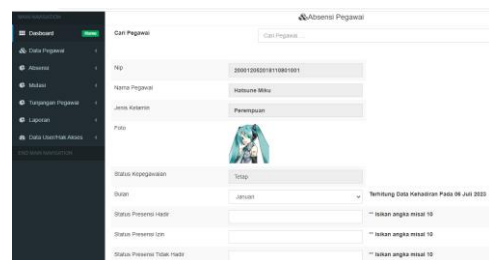 MAIN NAVIGATION
Absensi Pegawai
Desboard Home
Cari Pegawai
Cari Pegawai ...
Data Pegawai
Absensi
Nip
200012062018110801001
Mutasi
Nama Pegawai
Hatsune Miku
Tunjangan Pegawai
Jenis Kelamin
Perempuan
Laporan
Foto
Data User/Hak Akses
END MAIN NAVIGATION
Status Kepegawaian
Tetap
Bulan
Januari
Terhitung Data Kehadiran Pada 06 Juli 2023
Status Presensi Hadir
** Isikan angka misal 10
Status Presensi Izin
** Isikan angka misal 10
Status Presensi Tidak Hadir
** Isikan angka misal 10